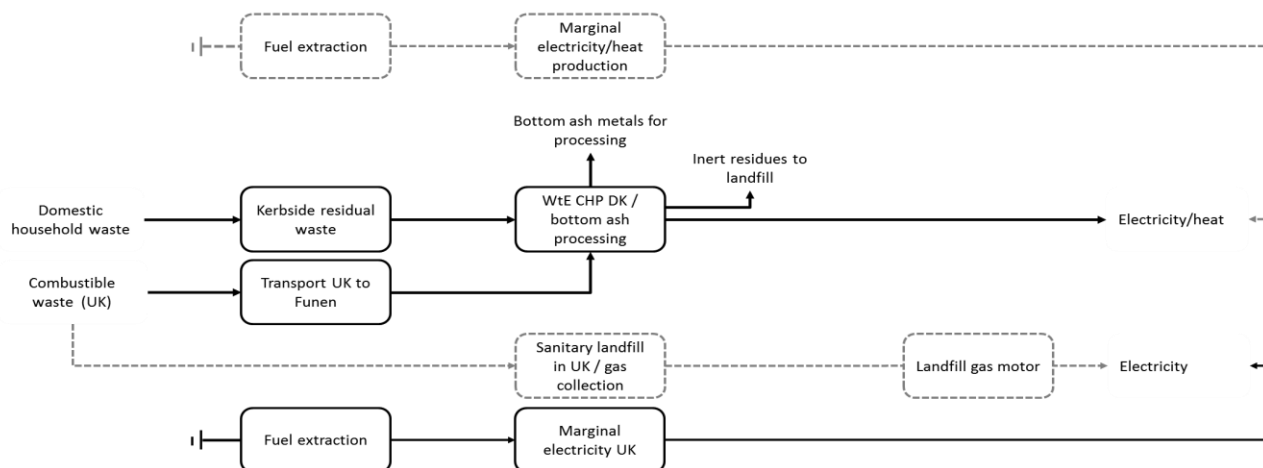 Fuel extraction
Marginal
electricity/heat
production
Bottom ash metals for
processing
Inert residues to
landfill
Domestic
household waste
Kerbside residual
waste
WtE CHP DK /
bottom ash
processing
Electricity/heat
Combustible
waste (UK)
Transport UK to
Funen
Sanitary landfill
in UK / gas
collection
Landfill gas motor
Electricity
Fuel extraction
Marginal
electricity UK